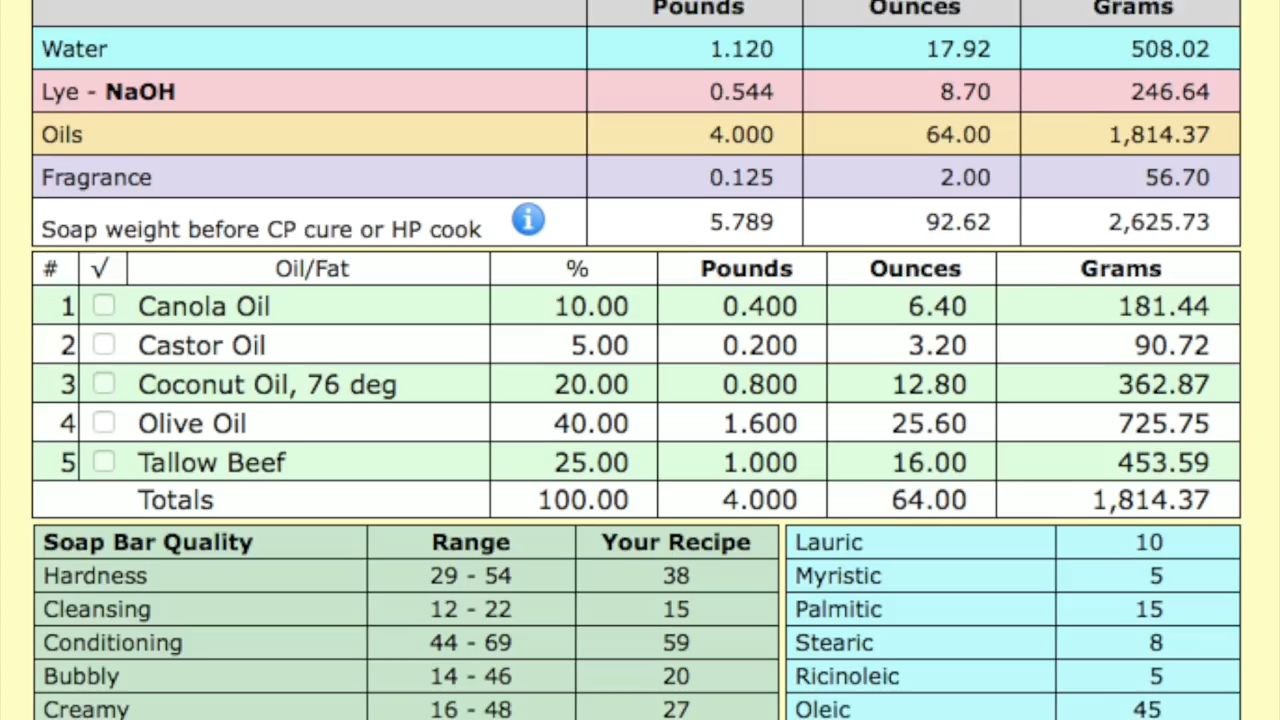 Pounds Ounces Grams
Water 1.120 17.92 508.02
Lye - NaOH 0.544 8.70 246.64
Oils 4.000 64.00 1,814.37
Fragrance 0.125 2.00 56.70
Soap weight before CP cure or HP cook i 5.789 92.62 2,625.73
# √ Oil/Fat % Pounds Ounces Grams
1 Canola Oil 10.00 0.400 6.40 181.44
2 Castor Oil 5.00 0.200 3.20 90.72
3 Coconut Oil, 76 deg 20.00 0.800 12.80 362.87
4 Olive Oil 40.00 1.600 25.60 725.75
5 Tallow Beef 25.00 1.000 16.00 453.59
Totals 100.00 4.000 64.00 1,814.37
Soap Bar Quality Range Your Recipe Lauric 10
Hardness 29 - 54 38 Myristic 5
Cleansing 12 - 22 15 Palmitic 15
Conditioning 44 - 69 59 Stearic 8
Bubbly 14 - 46 20 Ricinoleic 5
Creamy 16 - 48 27 Oleic 45